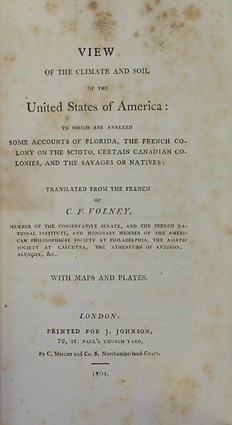 VIEW
OF THE CLIMATE AND SOIL
OF THE
United States of America:
TO WHICH ARE ANNEXED
SOME ACCOUNTS OF FLORIDA, THE FRENCH CO-
LONY ON THE SCIOTO, CERTAIN CANADIAN CO-
LONIES, AND THE SAVAGES OR NATIVES:
TRANSLATED FROM THE FRENCH
OF
C. F. VOLNEY,
MEMBER OF THE CONSERVATIVE SENATE, AND THE FRENCH NA-
TIONAL INSTITUTE, AND HONORARY MEMBER OF THE AMERI-
CAN PHILOSOPHICAL SOCIETY AT PHILADELPHIA, THE ASIATIC
SOCIETY AT CALCUTTA, THE ATHENEUMS OF AVIGNON,
ALENÇON, &c.
WITH MAPS AND PLATES.
LONDON:
PRINTED FOR J. JOHNSON,
72, ST. PAUL'S CHURCH YARD,
By C. Mercier and Co. 6, Northumberland-Court.
1804.